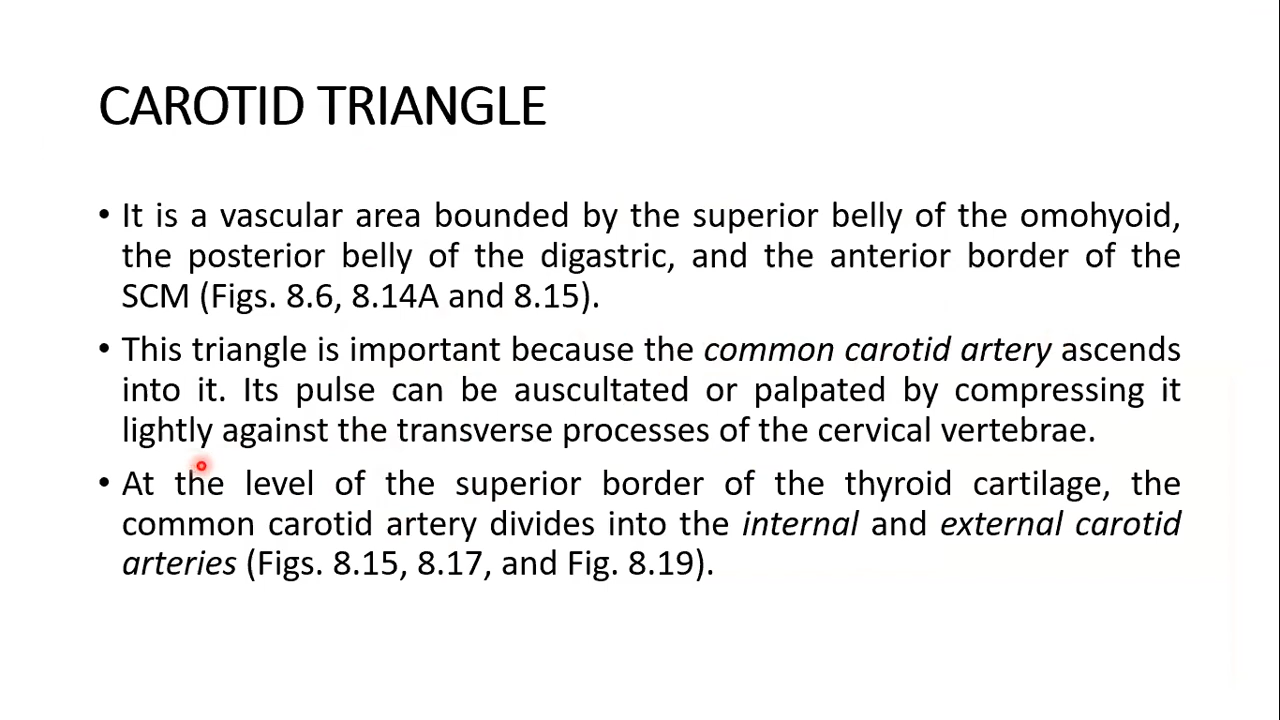 CAROTID TRIANGLE
• It is a vascular area bounded by the superior belly of the omohyoid,
the posterior belly of the digastric, and the anterior border of the
SCM (Figs. 8.6, 8.14A and 8.15).
• This triangle is important because the common carotid artery ascends
into it. Its pulse can be auscultated or palpated by compressing it
lightly against the transverse processes of the cervical vertebrae.
• At the level of the superior border of the thyroid cartilage, the
common carotid artery divides into the internal and external carotid
arteries (Figs. 8.15, 8.17, and Fig. 8.19).